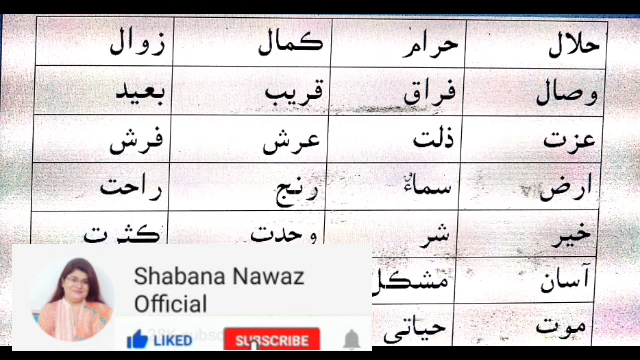 حلال حرام کمال زوال
وصال فراق قریب بعید
عزت ذلت عرش فرش
ارض سماءٌ رنج راحت
خیر شر وحدت کثرت
آسان مشکل
موت حیاتی
Shabana Nawaz
Official
LIKED SUBSCRIBE